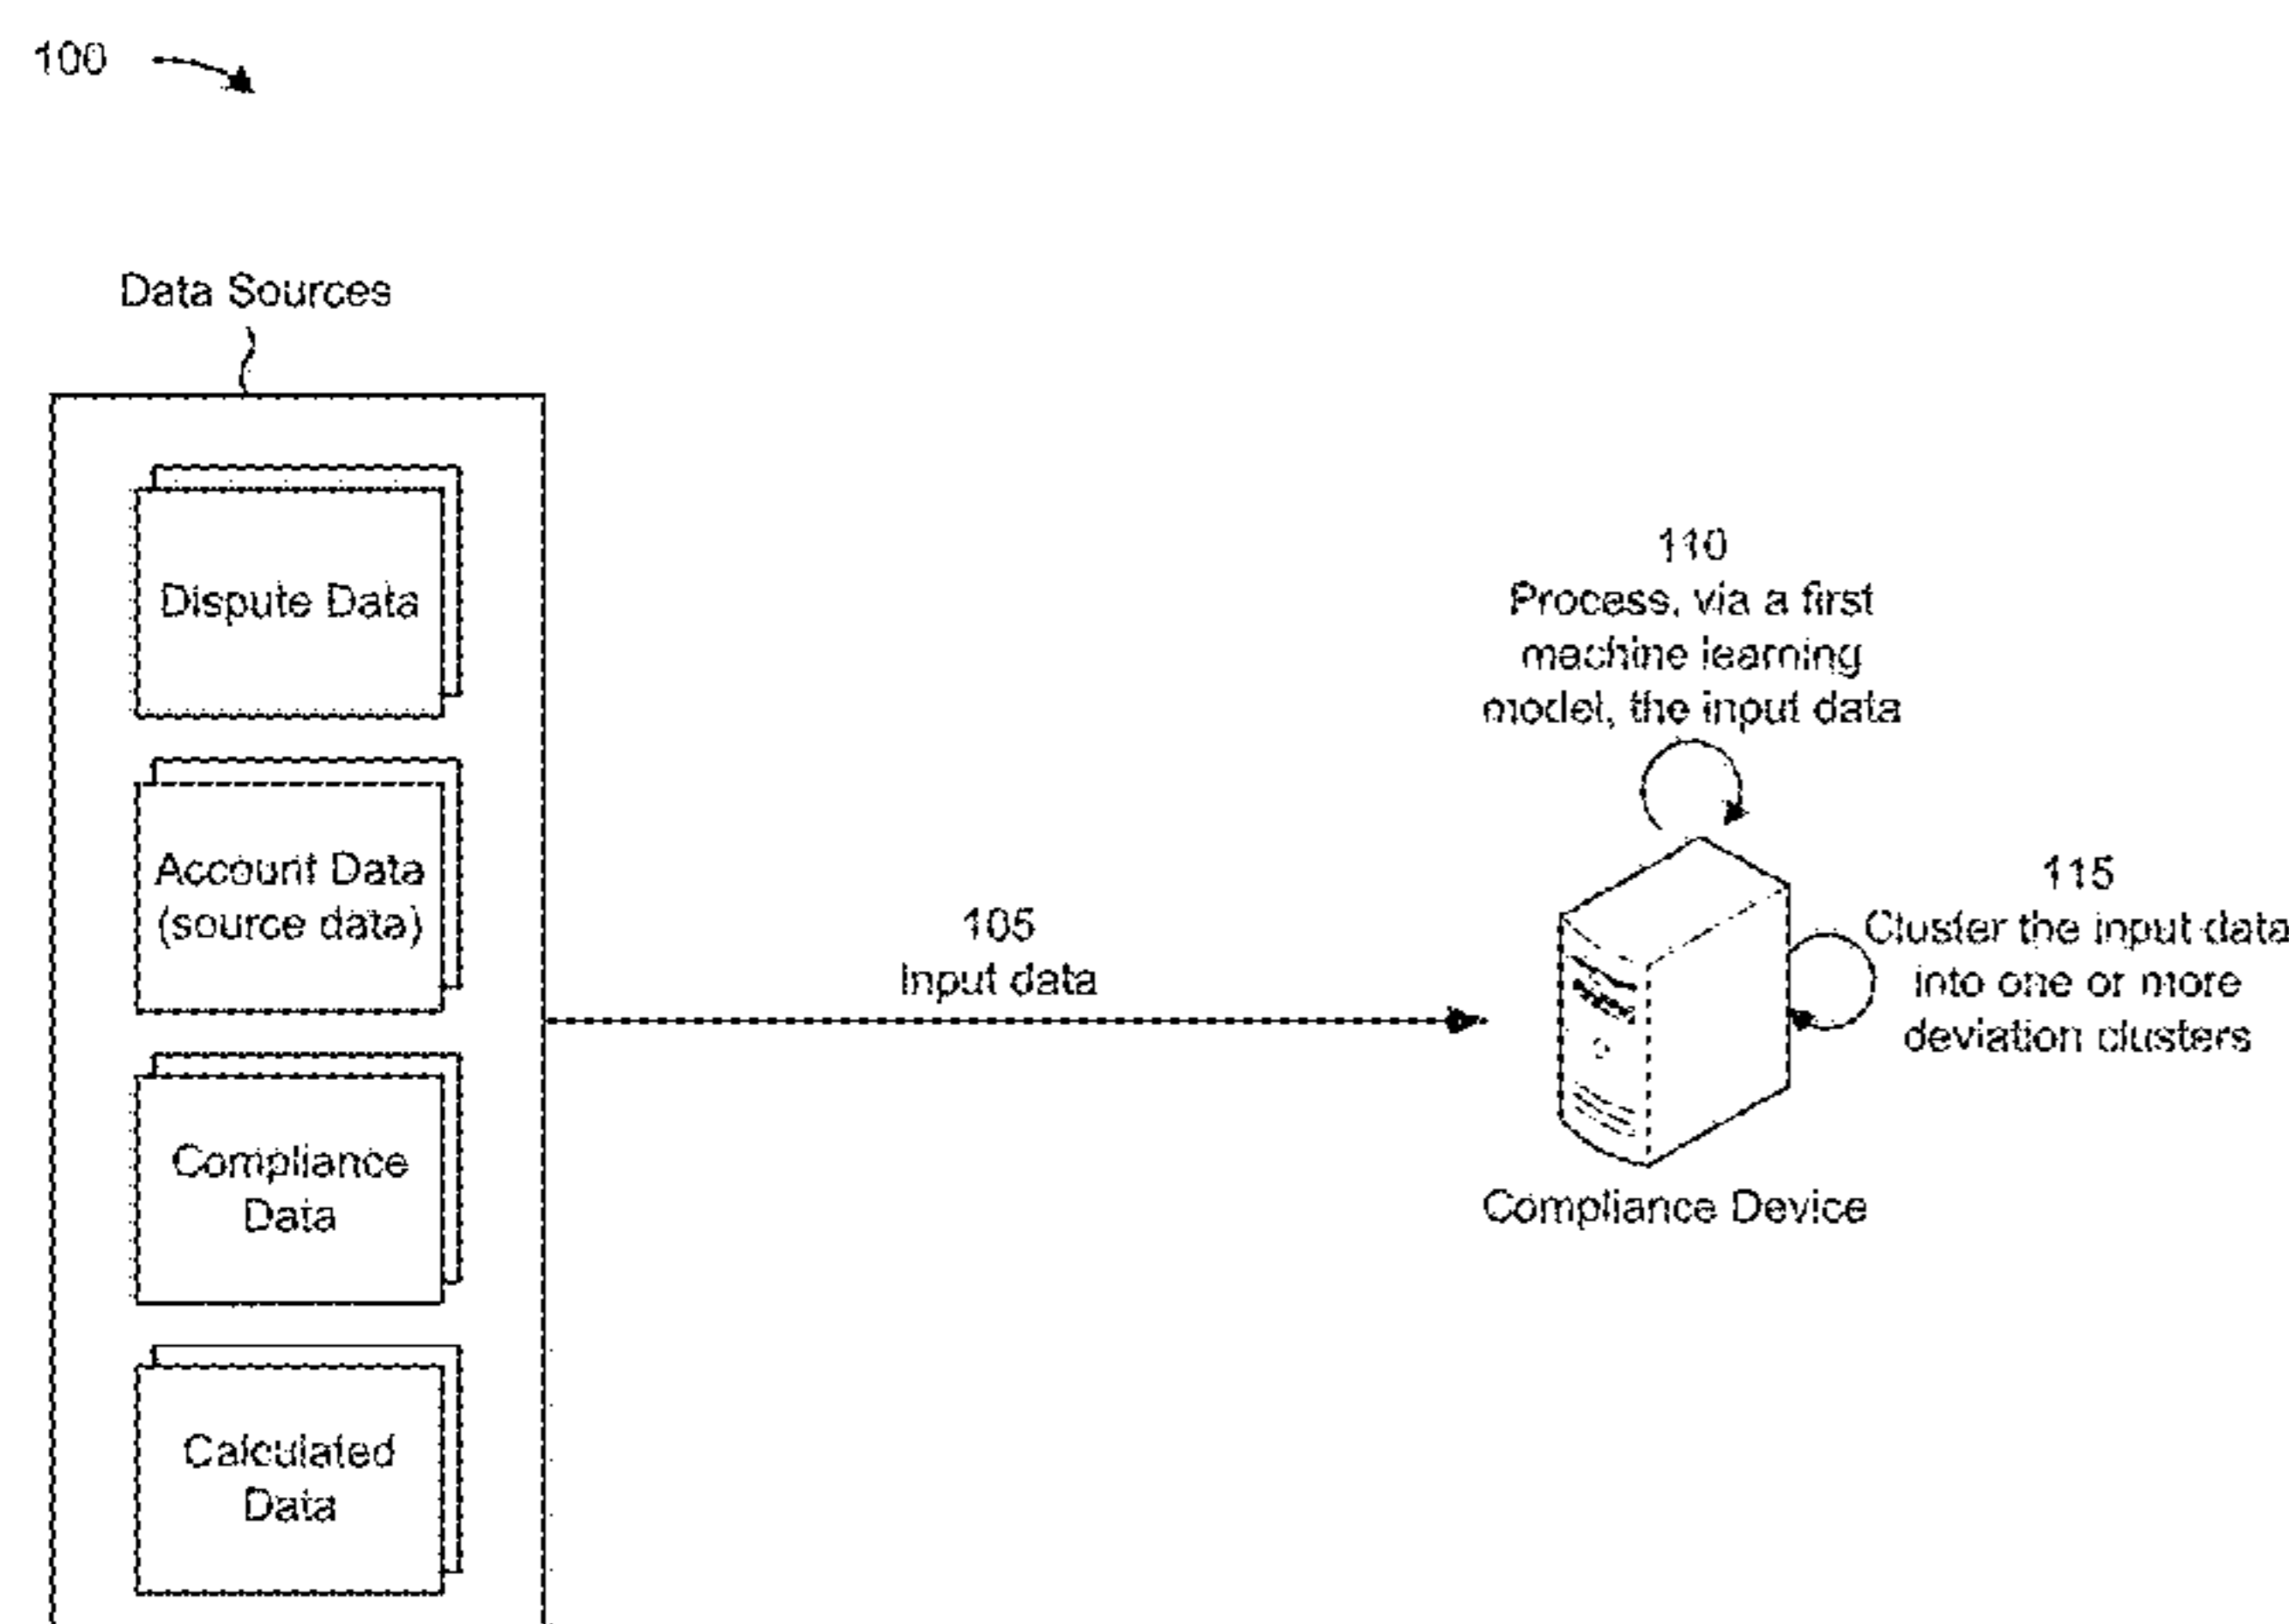 100
Data Sources
Dispute Data
Account Data
(source data)
Compliance
Data
Calculated
Data
105
Input data
110
Process, via a first
machine learning
model, the input data
115
Cluster the input data
into one or more
deviation clusters
Compliance Device